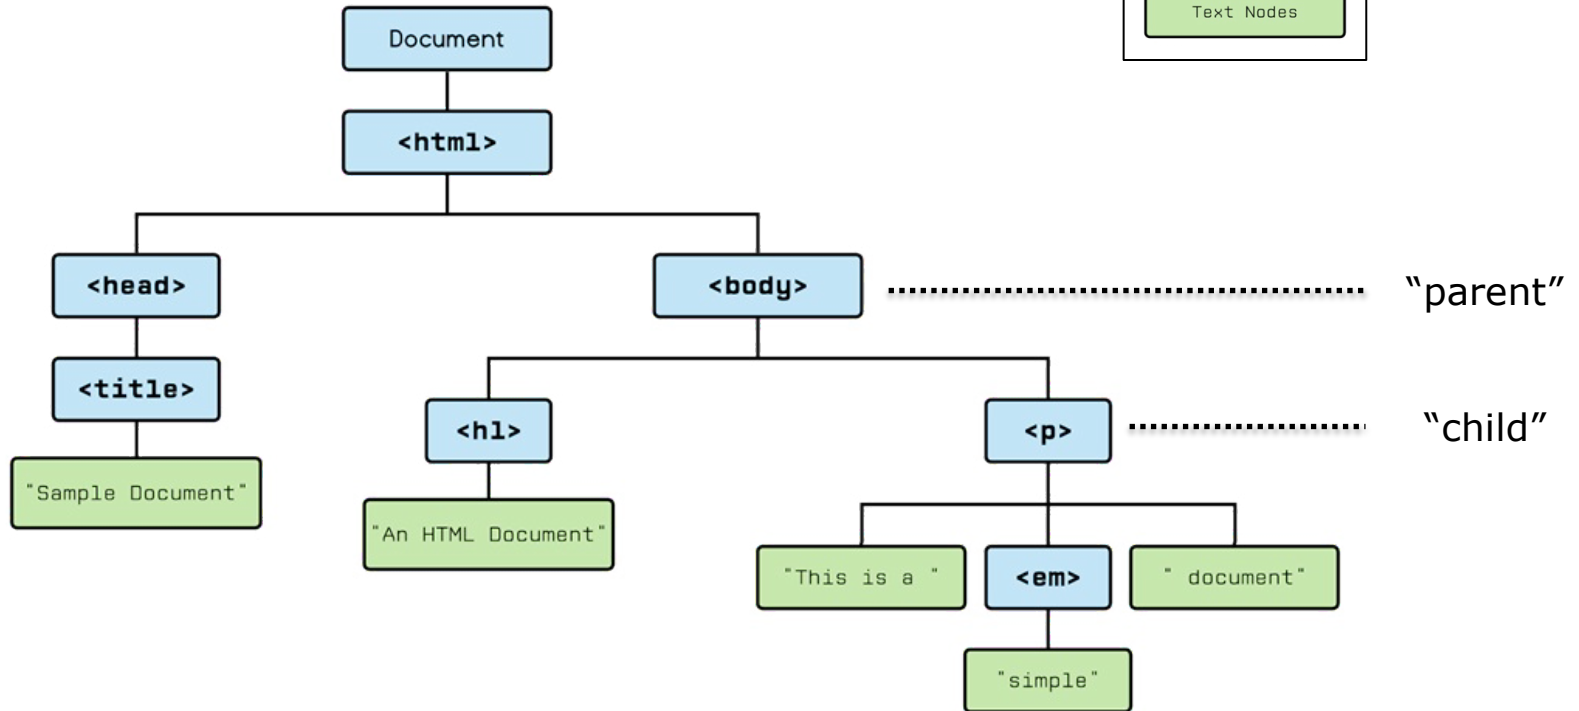 Text Nodes
Document
<html>
<head>
<body>
“parent”
<title>
<h1>
<p>
“child”
"Sample Document"
"An HTML Document"
"This is a "
<em>
" document"
"simple"